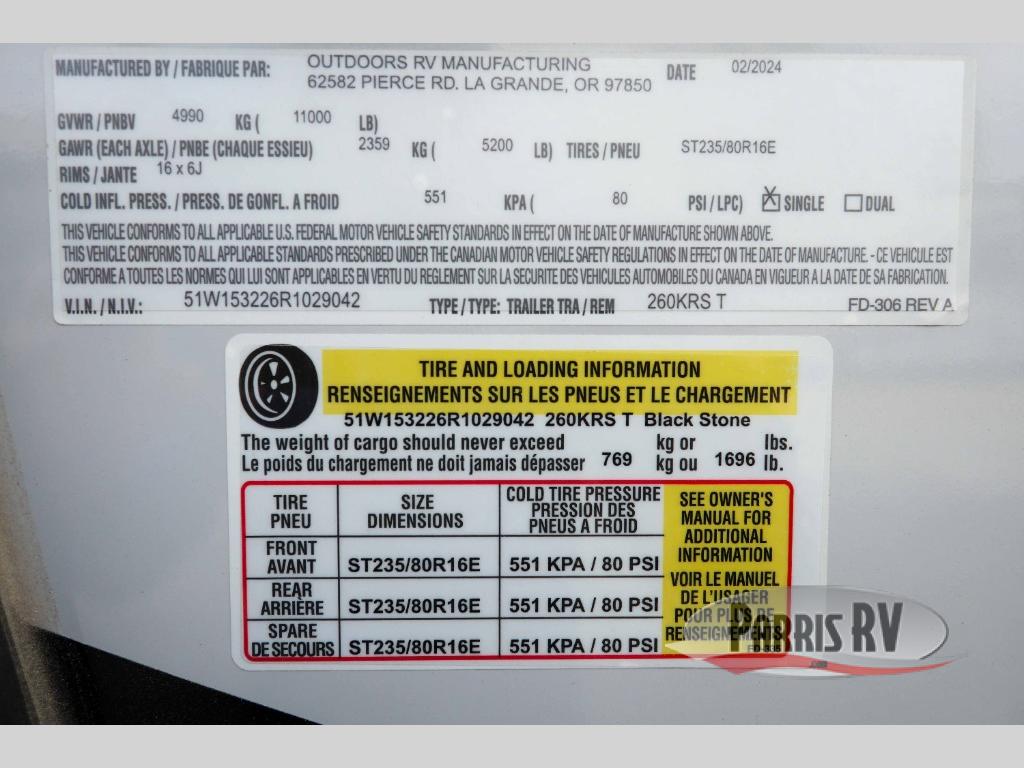 MANUFACTURED BY / FABRIQUE PAR: OUTDOORS RV MANUFACTURING DATE 02/2024
62582 PIERCE RD. LA GRANDE, OR 97850
GVWR / PNBV 4990 KG ( 11000 LB)
GAWR (EACH AXLE) / PNBE (CHAQUE ESSIEU) 2359 KG ( 5200 LB) TIRES / PNEU ST235/80R16E
RIMS / JANTE 16 x 6J
COLD INFL. PRESS. / PRESS. DE GONFL. A FROID 551 KPA ( 80 PSI / LPC) X SINGLE DUAL
THIS VEHICLE CONFORMS TO ALL APPLICABLE U.S. FEDERAL MOTOR VEHICLE SAFETY STANDARDS IN EFFECT ON THE DATE OF MANUFACTURE SHOWN ABOVE.
THIS VEHICLE CONFORMS TO ALL APPLICABLE STANDARDS PRESCRIBED UNDER THE CANADIAN MOTOR VEHICLE SAFETY REGULATIONS IN EFFECT ON THE DATE OF MANUFACTURE. - CE VEHICULE EST
CONFORME A TOUTES LES NORMES QUI LUI SONT APPLICABLES EN VERTU DU REGLEMENT SUR LA SECURITE DES VEHICULES AUTOMOBILES DU CANADA EN VIGUEUR A LA DATE DE SA FABRICATION.
V.I.N. / N.I.V.: 51W153226R1029042 TYPE / TYPE: TRAILER TRA / REM 260KRS T FD-306 REV A
TIRE AND LOADING INFORMATION
RENSEIGNEMENTS SUR LES PNEUS ET LE CHARGEMENT
51W153226R1029042 260KRS T Black Stone
The weight of cargo should never exceed kg or lbs.
Le poids du chargement ne doit jamais dépasser 769 kg ou 1696 lb.
TIRE
PNEU
SIZE
DIMENSIONS
COLD TIRE PRESSURE
PRESSION DES
PNEUS A FROID
FRONT
AVANT
ST235/80R16E 551 KPA / 80 PSI
REAR
ARRIÈRE
ST235/80R16E 551 KPA / 80 PSI
SPARE
DE SECOURS
ST235/80R16E 551 KPA / 80 PSI
SEE OWNER'S
MANUAL FOR
ADDITIONAL
INFORMATION
VOIR LE MANUEL
DE L'USAGER
POUR PLUS DE
RENSEIGNEMENTS
FD-335
PARRIS RV
.com